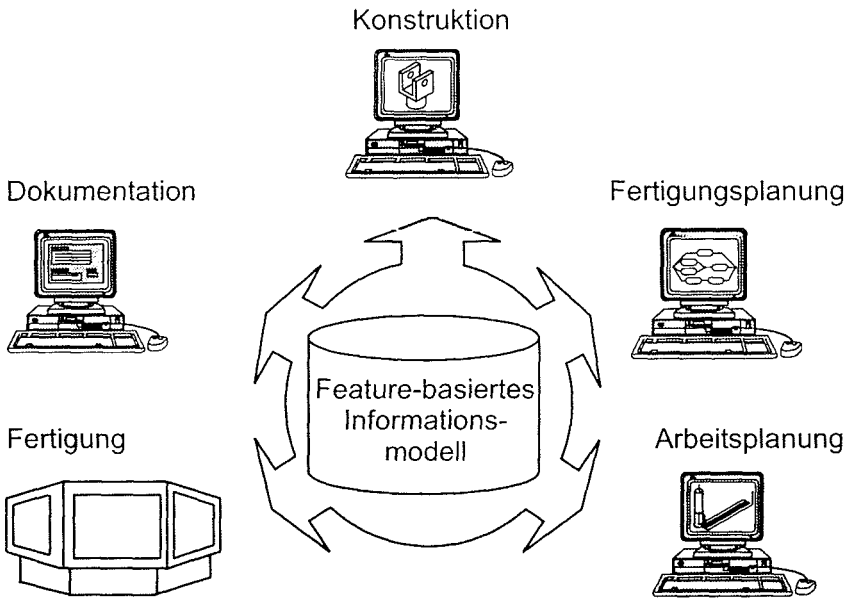 Konstruktion
Dokumentation
Fertigungsplanung
Feature-basiertes
Informations-
modell
Fertigung
Arbeitsplanung